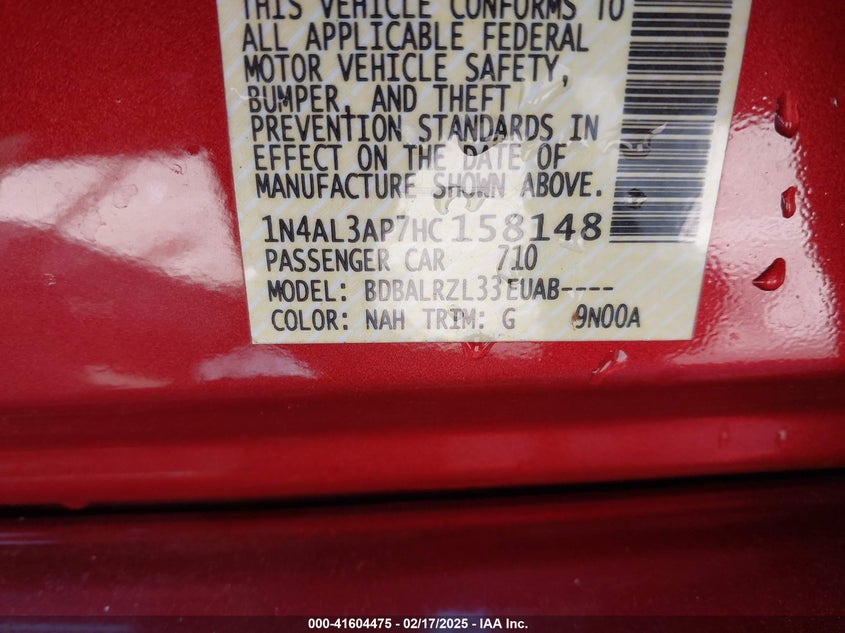 THIS VEHICLE CONFORMS TO
ALL APPLICABLE FEDERAL
MOTOR VEHICLE SAFETY,
BUMPER, AND THEFT
PREVENTION STANDARDS IN
EFFECT ON THE DATE OF
MANUFACTURE SHOWN ABOVE.
1N4AL3AP7HC158148
PASSENGER CAR 710
MODEL: BDBALRZL33EUAB----
COLOR: NAH TRIM: G 9N00A
000-41604475 - 02/17/2025 - IAA Inc.